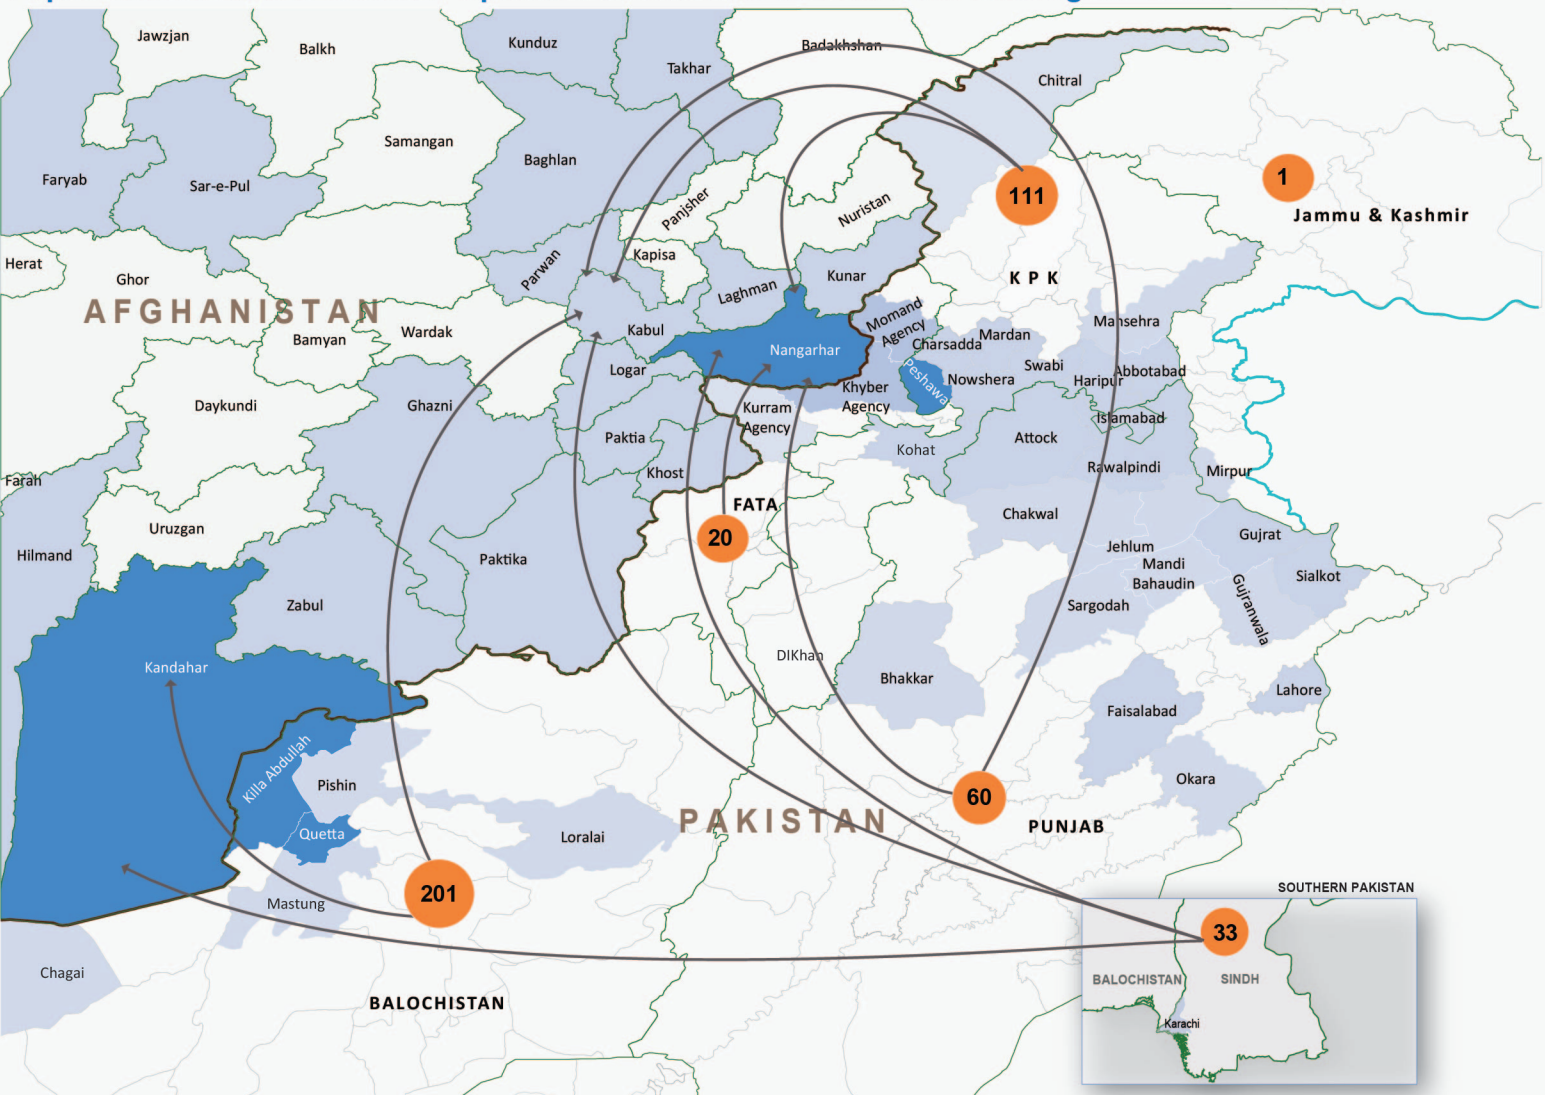 Jawzjan
Balkh
Kunduz
Takhar
Badakhshan
Chitral
Samangan
Baghlan
Faryab
Sar-e-Pul
Panjsher
Nuristan
111
1
Jammu & Kashmir
Herat
Ghor
Parwan
Kapisa
Laghman
Kunar
KPK
AFGHANISTAN
Bamyan
Wardak
Kabul
Nangarhar
Momand
Agency
Charsadda
Mardan
Mansehra
Logar
Khyber
Agency
Peshawa
Nowshera
Swabi
Haripur
Abbotabad
Daykundi
Ghazni
Kurram
Agency
Islamabad
Paktia
Kohat
Attock
Khost
Rawalpindi
Mirpur
Farah
Uruzgan
FATA
20
Chakwal
Gujrat
Hilmand
Paktika
Jehlum
Mandi
Bahaudin
Sialkot
Gujranwala
Zabul
Sargodah
Kandahar
DIKhan
Bhakkar
Lahore
Faisalabad
Killa Abdullah
Pishin
Okara
60
PUNJAB
Quetta
Loralai
PAKISTAN
201
Mastung
SOUTHERN PAKISTAN
33
Chagai
BALOCHISTAN
SINDH
BALOCHISTAN
Karachi